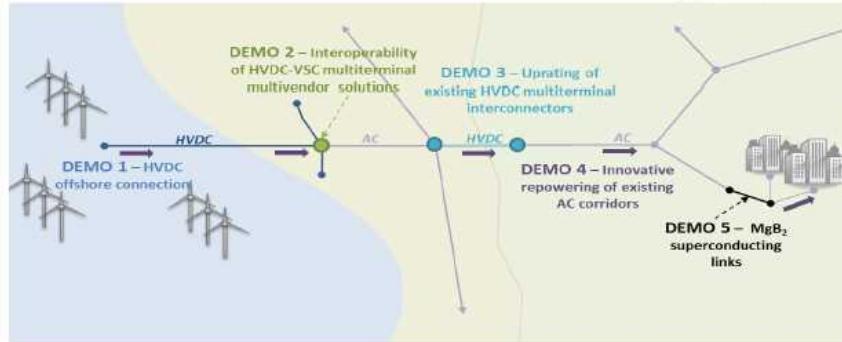 DEMO 2 – Interoperability
of HVDC-VSC multiterminal
multivendor solutions
DEMO 3 – Uprating of
existing HVDC multiterminal
interconnectors
HVDC
AC
HVDC
AC
DEMO 1 – HVDC
offshore connection
DEMO 4 – Innovative
repowering of existing
AC corridors
DEMO 5 – MgB₂
superconducting
links